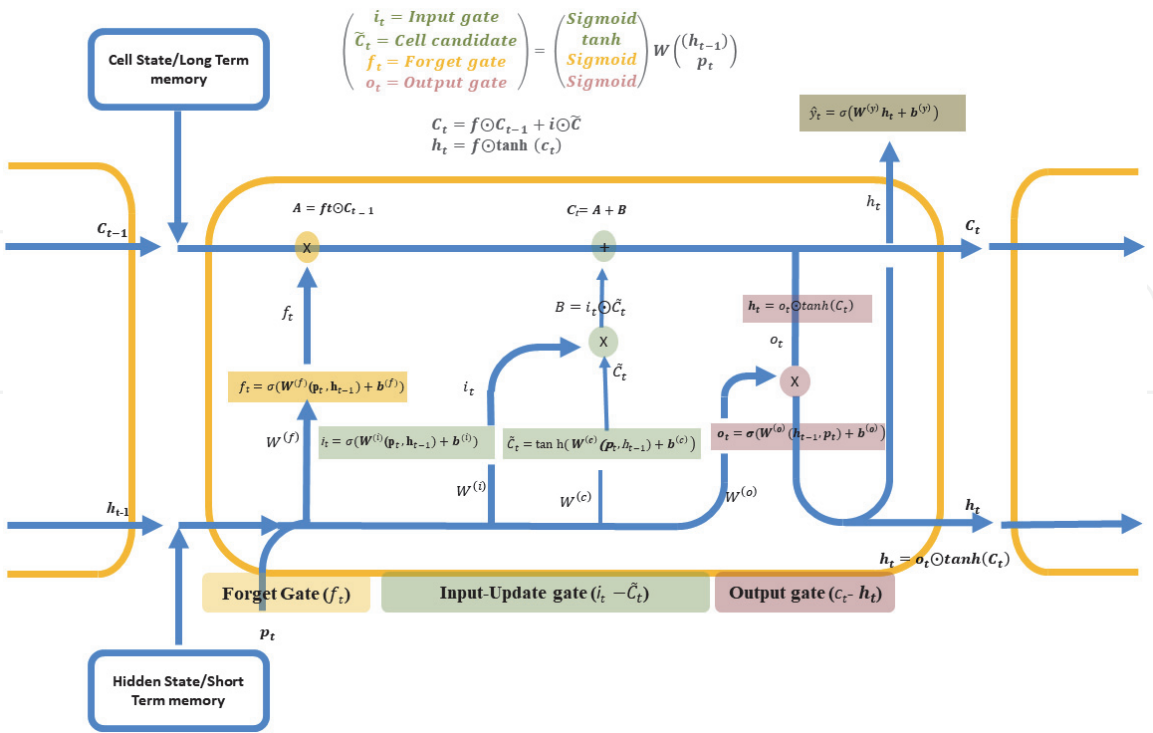 i_t = Input gate
C̃_t = Cell candidate
f_t = Forget gate
o_t = Output gate
=
Sigmoid
tanh
Sigmoid
Sigmoid
W ( (h_{t-1})
p_t )
Cell State/Long Term
memory
C_t = f⊙C_{t-1} + i⊙C̃
h_t = f⊙tanh (c_t)
ŷ_t = σ(W^{(y)} h_t + b^{(y)})
h_t
A = ft⊙C_{t-1}
C_t= A + B
C_{t-1}
C_t
X
+
f_t
B = i_t⊙C̃_t
h_t = o_t⊙tanh(C_t)
o_t
X
C̃_t
X
i_t
f_t = σ(W^{(f)}(p_t, h_{t-1}) + b^{(f)})
W^{(f)}
i_t = σ(W^{(i)}(p_t, h_{t-1}) + b^{(i)})
C̃_t = tan h( W^{(c)} (p_t, h_{t-1}) + b^{(c)})
o_t = σ(W^{(o)} (h_{t-1}, p_t) + b^{(o)})
W^{(i)}
W^{(c)}
W^{(o)}
h_{t-1}
h_t
h_t = o_t⊙tanh(C_t)
Forget Gate (f_t)
Input-Update gate (i_t – C̃_t)
Output gate (c_t- h_t)
p_t
Hidden State/Short
Term memory